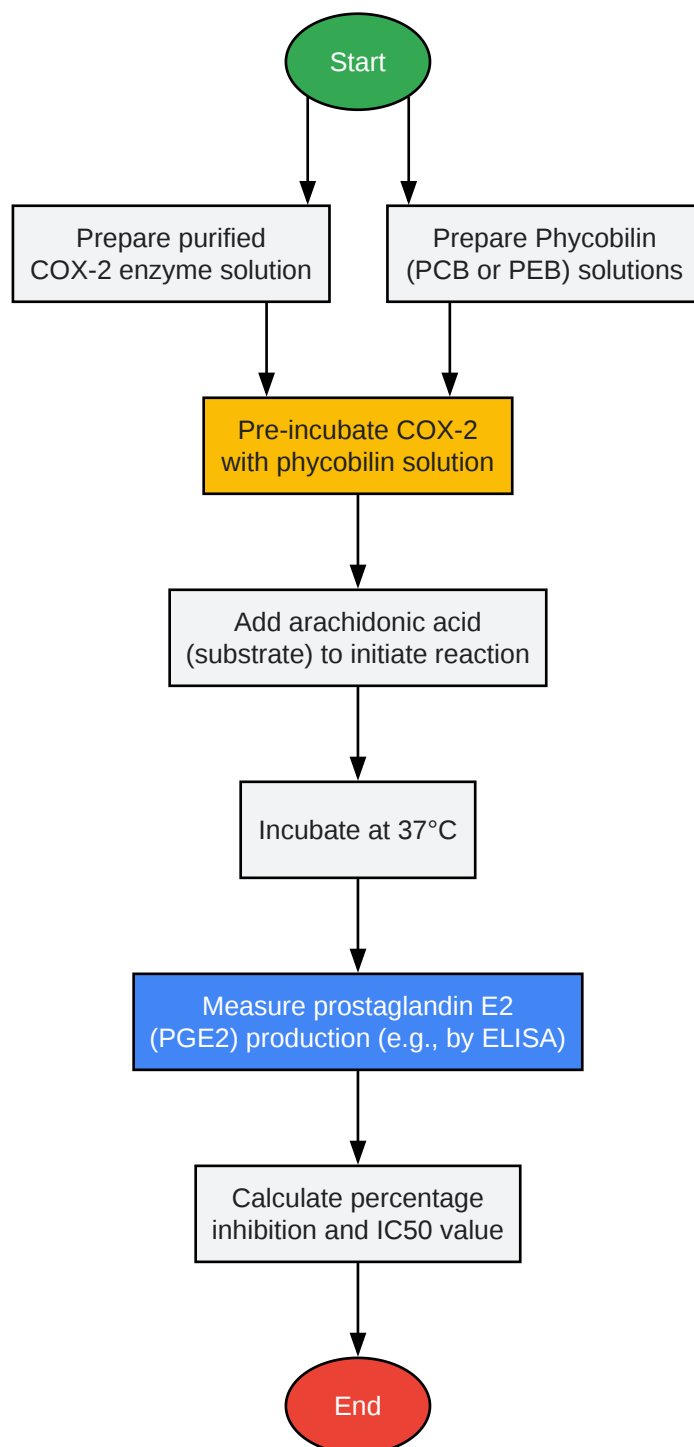 Start
Prepare purified
COX-2 enzyme solution
Prepare Phycobilin
(PCB or PEB) solutions
Pre-incubate COX-2
with phycobilin solution
Add arachidonic acid
(substrate) to initiate reaction
Incubate at 37°C
Measure prostaglandin E2
(PGE2) production (e.g., by ELISA)
Calculate percentage
inhibition and IC50 value
End